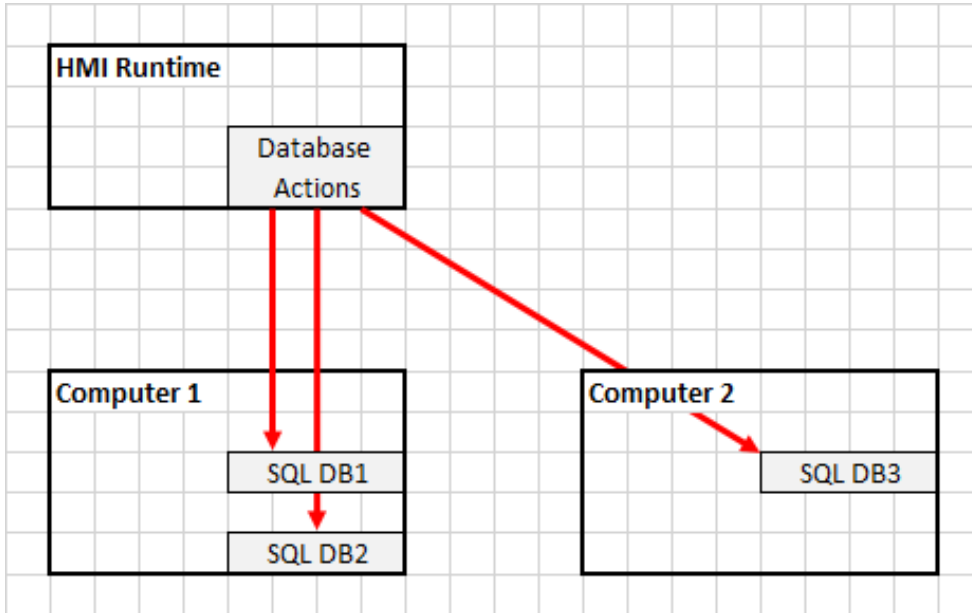 HMI Runtime
Database
Actions
Computer 1
SQL DB1
SQL DB2
Computer 2
SQL DB3